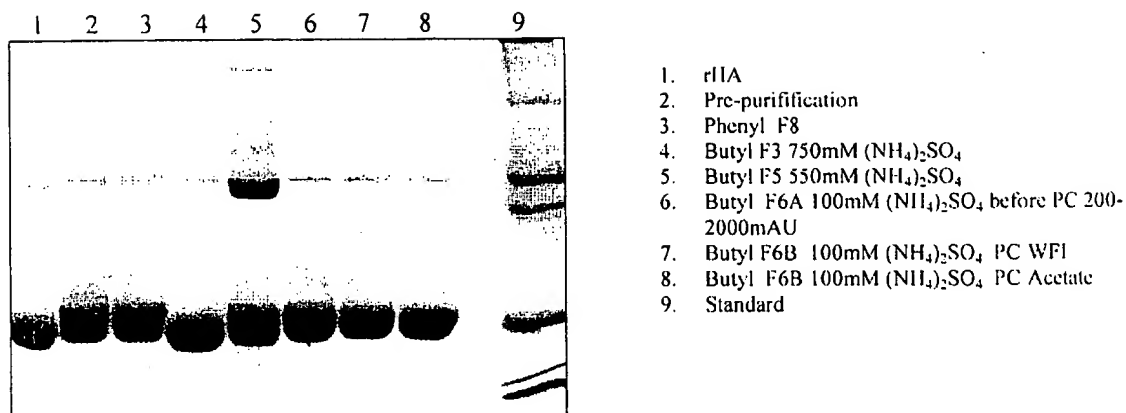 1 2 3 4 5 6 7 8 9
1. rHA
2. Pre-purifification
3. Phenyl F8
4. Butyl F3 750mM (NH₄)₂SO₄
5. Butyl F5 550mM (NH₄)₂SO₄
6. Butyl F6A 100mM (NH₄)₂SO₄ before PC 200-
2000mAU
7. Butyl F6B 100mM (NH₄)₂SO₄ PC WFI
8. Butyl F6B 100mM (NH₄)₂SO₄ PC Acetate
9. Standard